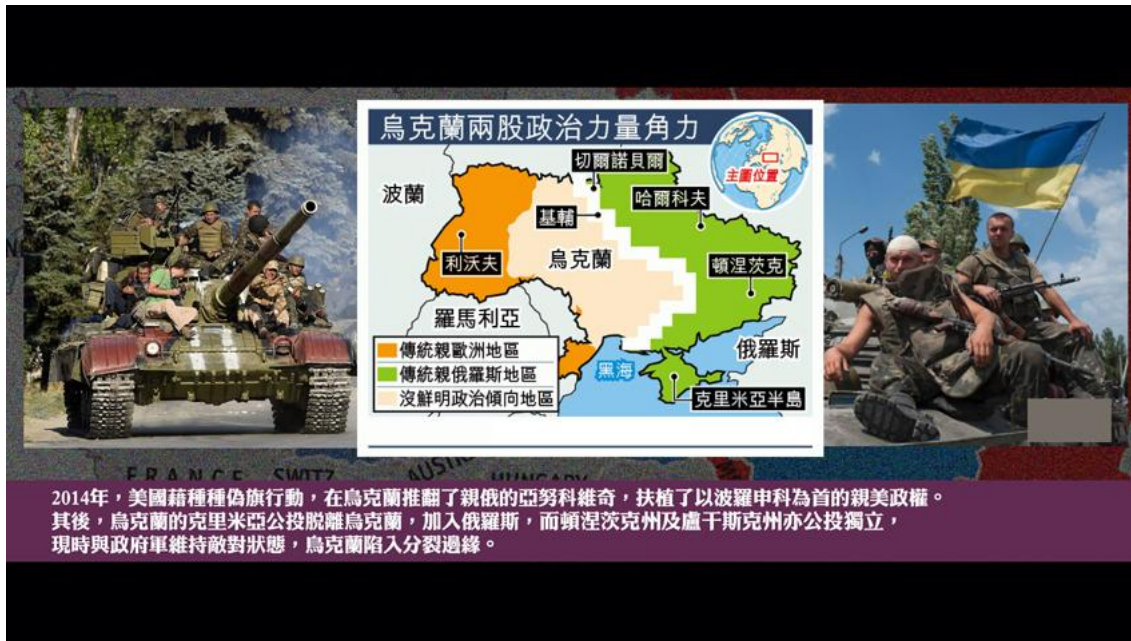 烏克蘭兩股政治力量角力
切爾諾貝爾
主圖位置
波蘭
哈爾科夫
基輔
利沃夫
烏克蘭
頓涅茨克
羅馬利亞
俄羅斯
傳統親歐洲地區
傳統親俄羅斯地區
沒鮮明政治傾向地區
黑海
克里米亞半島
FRANCE SWITZ
HUNGARY
2014年，美國藉種種偽旗行動，在烏克蘭推翻了親俄的亞努科維奇，扶植了以波羅申科為首的親美政權。
其後，烏克蘭的克里米亞公投脫離烏克蘭，加入俄羅斯，而頓涅茨克州及盧干斯克州亦公投獨立，
現時與政府軍維持敵對狀態，烏克蘭陷入分裂邊緣。